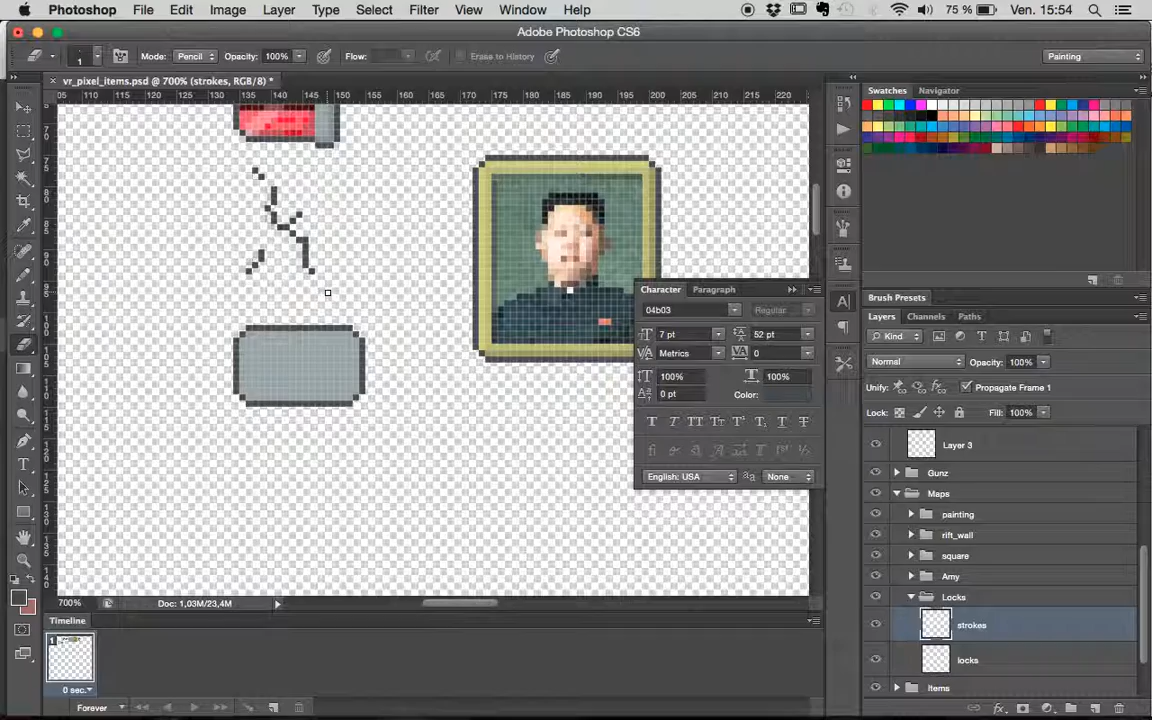 Photoshop File Edit Image Layer Type Select Filter View Window Help 75 % Ven. 15:54
Adobe Photoshop CS6
1 Mode: Pencil Opacity: 100% Flow: Erase to History Painting
vr_pixel_items.psd @ 700% (strokes, RGB/8) *
05 110 115 120 125 130 135 140 145 150 155 160 165 170 175 180 185 190 195 200 205 210 215 220
Swatches Navigator
Character Paragraph
04b03 Regular
7 pt 52 pt
Metrics 0
100% 100%
0 pt Color:
English: USA None
Brush Presets
Layers Channels Paths
Kind
Normal Opacity: 100%
Unify: Propagate Frame 1
Lock: Fill: 100%
Layer 3
Gunz
Maps
painting
rift_wall
square
Amy
Locks
strokes
locks
Items
700% Doc: 1,03M/23,4M
Timeline
1
0 sec.
Forever